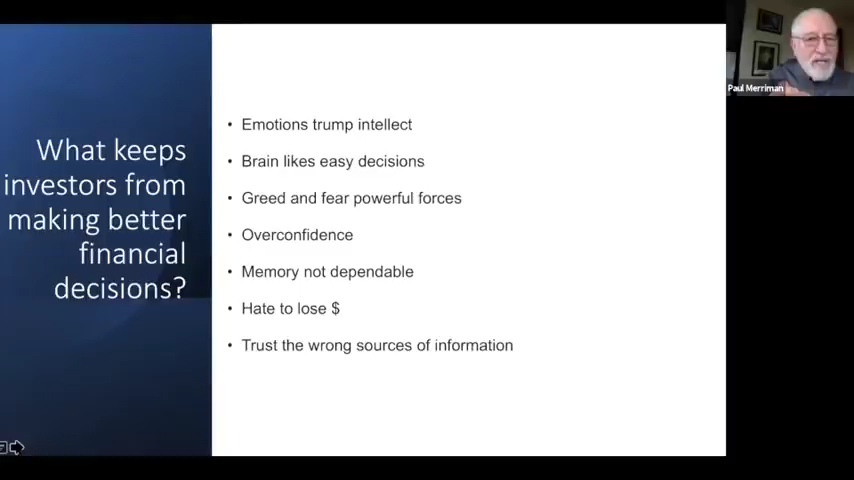 What keeps
investors from
making better
financial
decisions?
• Emotions trump intellect
• Brain likes easy decisions
• Greed and fear powerful forces
• Overconfidence
• Memory not dependable
• Hate to lose $
• Trust the wrong sources of information
Paul Merriman